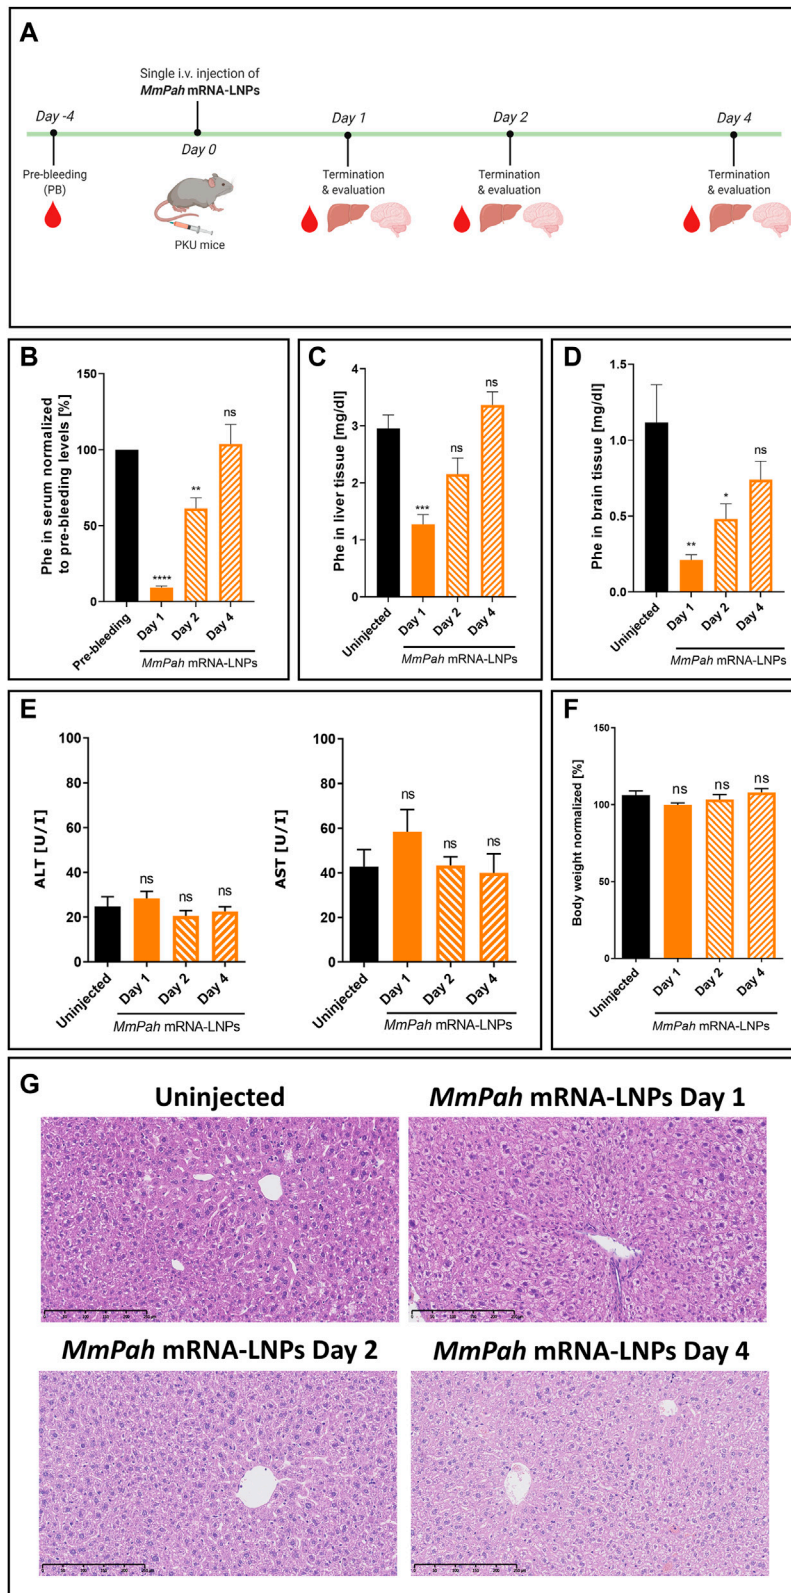 A
Single i.v. injection of
MmPah mRNA-LNPs
Day -4
Day 0
Day 1
Day 2
Day 4
Pre-bleeding
(PB)
PKU mice
Termination
& evaluation
Termination
& evaluation
Termination
& evaluation
B
Phe in serum normalized
to pre-bleeding levels [%]
150
100
50
0
****
**
ns
Pre-bleeding
Day 1
Day 2
Day 4
MmPah mRNA-LNPs
C
Phe in liver tissue [mg/dl]
4
3
2
1
0
***
ns
ns
Uninjected
Day 1
Day 2
Day 4
MmPah mRNA-LNPs
D
Phe in brain tissue [mg/dl]
1.5
1.0
0.5
0.0
**
*
ns
Uninjected
Day 1
Day 2
Day 4
MmPah mRNA-LNPs
E
ALT [U/I]
100
80
60
40
20
0
ns
ns
ns
Uninjected
Day 1
Day 2
Day 4
MmPah mRNA-LNPs
AST [U/I]
100
80
60
40
20
0
ns
ns
ns
Uninjected
Day 1
Day 2
Day 4
MmPah mRNA-LNPs
F
Body weight normalized [%]
150
100
50
0
ns
ns
ns
Uninjected
Day 1
Day 2
Day 4
MmPah mRNA-LNPs
G
Uninjected
MmPah mRNA-LNPs Day 1
MmPah mRNA-LNPs Day 2
MmPah mRNA-LNPs Day 4